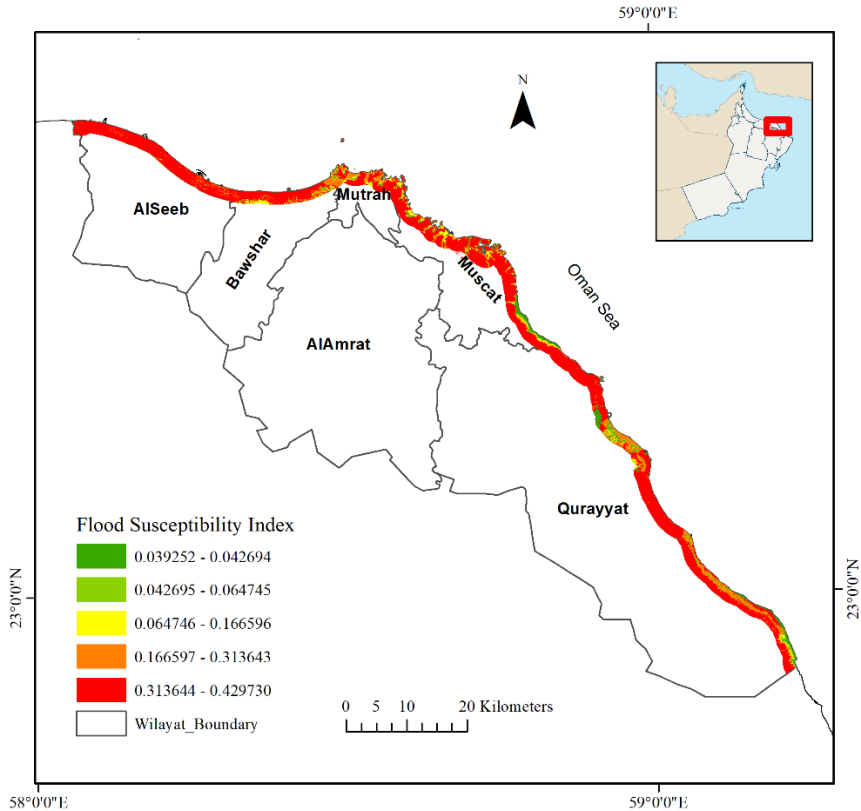 59°0'0"E
N
AlSeeb
Mutrah
Bawshar
Muscat
Oman Sea
AlAmrat
Qurayyat
Flood Susceptibility Index
0.039252 - 0.042694
0.042695 - 0.064745
0.064746 - 0.166596
0.166597 - 0.313643
0.313644 - 0.429730
Wilayat_Boundary
0 5 10 20 Kilometers
23°0'0"N
23°0'0"N
58°0'0"E
59°0'0"E